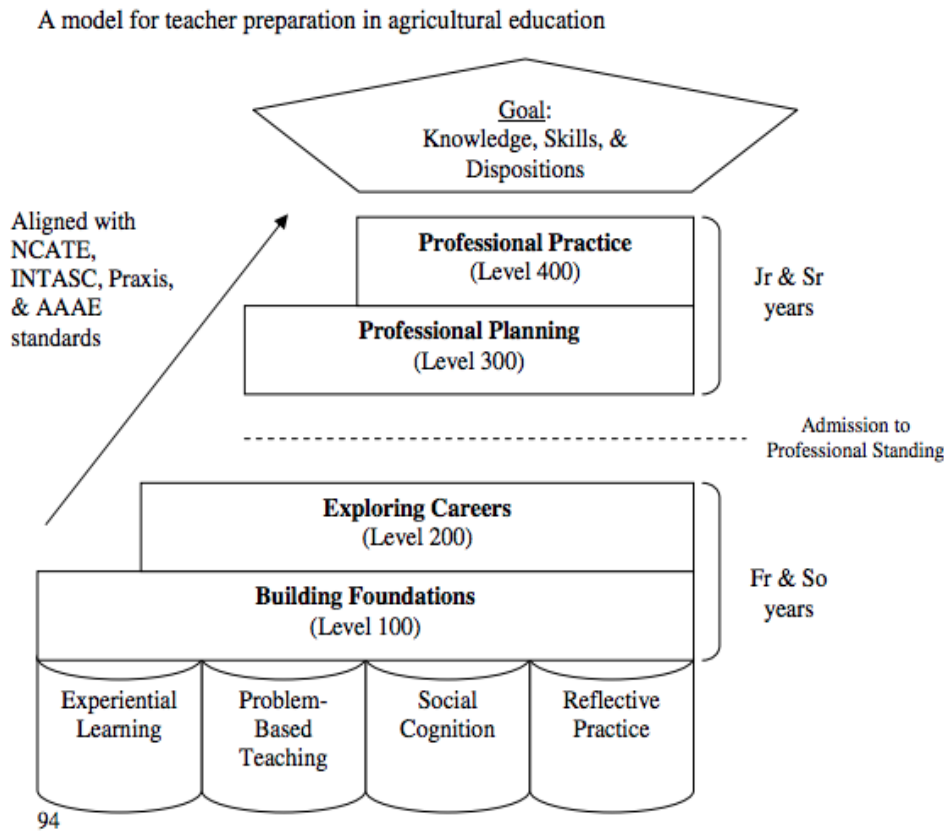 A model for teacher preparation in agricultural education
Goal:
Knowledge, Skills, &
Dispositions
Aligned with
NCATE,
INTASC, Praxis,
& AAAE
standards
Professional Practice
(Level 400)
Professional Planning
(Level 300)
Jr & Sr
years
Admission to
Professional Standing
Exploring Careers
(Level 200)
Building Foundations
(Level 100)
Fr & So
years
Experiential
Learning
Problem-
Based
Teaching
Social
Cognition
Reflective
Practice
94